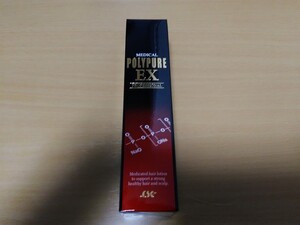 MEDICAL
POLYPURE
EX
Medicated hair lotion
to support a strong
healthy hair and scalp